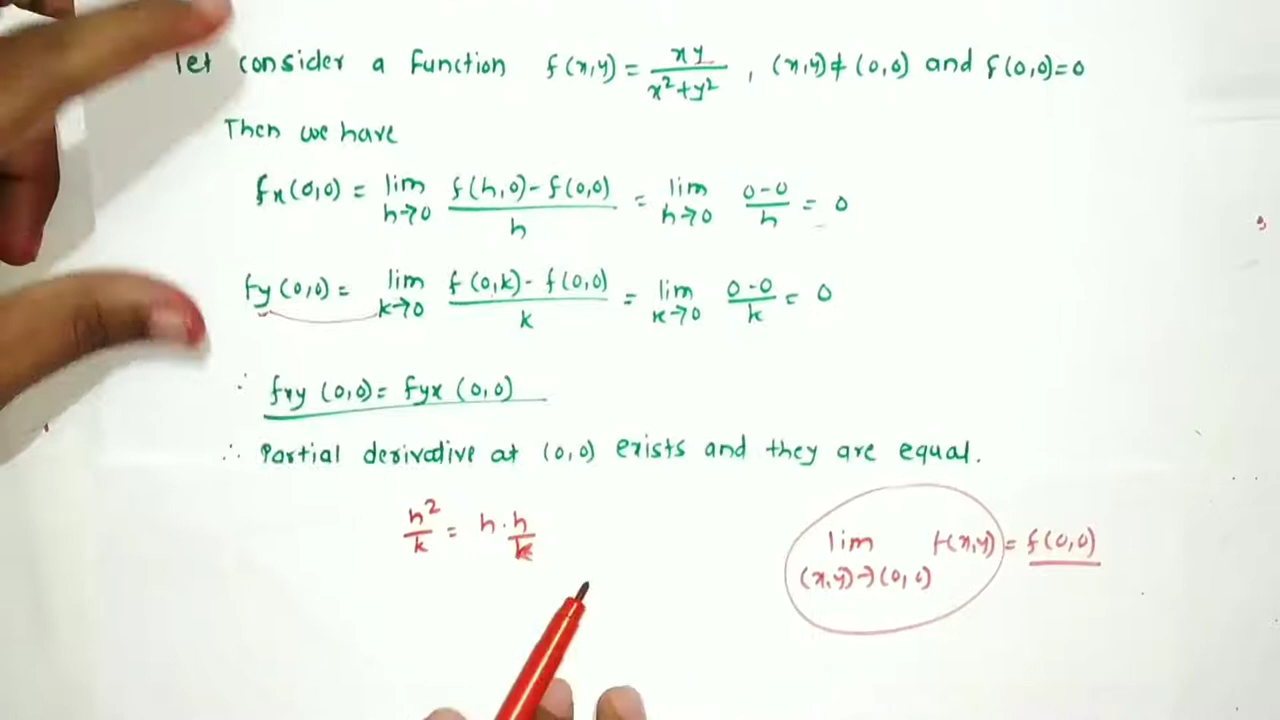 let consider a function f(x,y) = xy/(x²+y²) , (x,y) ≠ (0,0) and f(0,0)=0
Then we have
fx(0,0) = lim h→0 (f(h,0) - f(0,0))/h = lim h→0 (0-0)/h = 0
fy(0,0) = lim k→0 (f(0,k) - f(0,0))/k = lim k→0 (0-0)/k = 0
∴ fxy (0,0) = fyx (0,0)
∴ Partial derivative at (0,0) exists and they are equal.
h²/k = h · h/k
lim (x,y)→(0,0) f(x,y) = f(0,0)